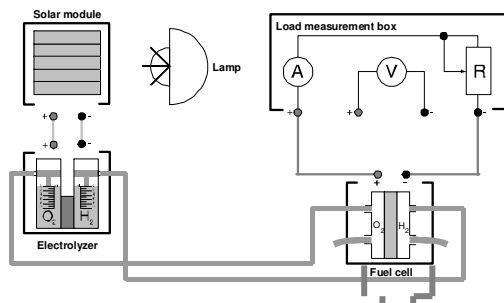 Solar module
Load measurement box
Lamp
A
V
R
+ -
+ - + -
+ -
+ -
O2 H2
O2 H2
Electrolyzer
Fuel cell